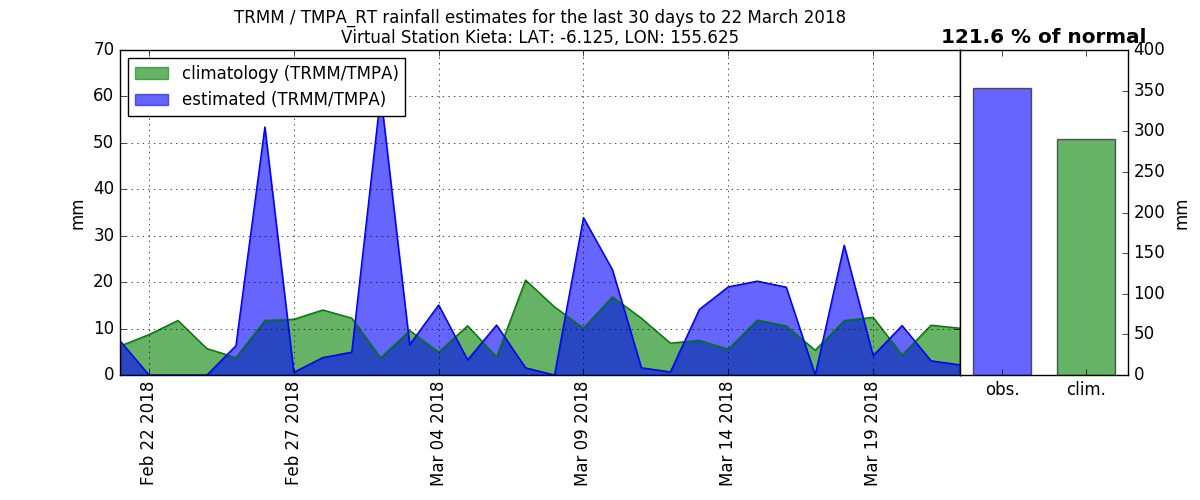 TRMM / TMPA_RT rainfall estimates for the last 30 days to 22 March 2018
Virtual Station Kieta: LAT: -6.125, LON: 155.625
121.6 % of normal
climatology (TRMM/TMPA)
estimated (TRMM/TMPA)
70
60
50
40
30
20
10
0
mm
Feb 22 2018
Feb 27 2018
Mar 04 2018
Mar 09 2018
Mar 14 2018
Mar 19 2018
400
350
300
250
200
150
100
50
0
mm
obs.
clim.